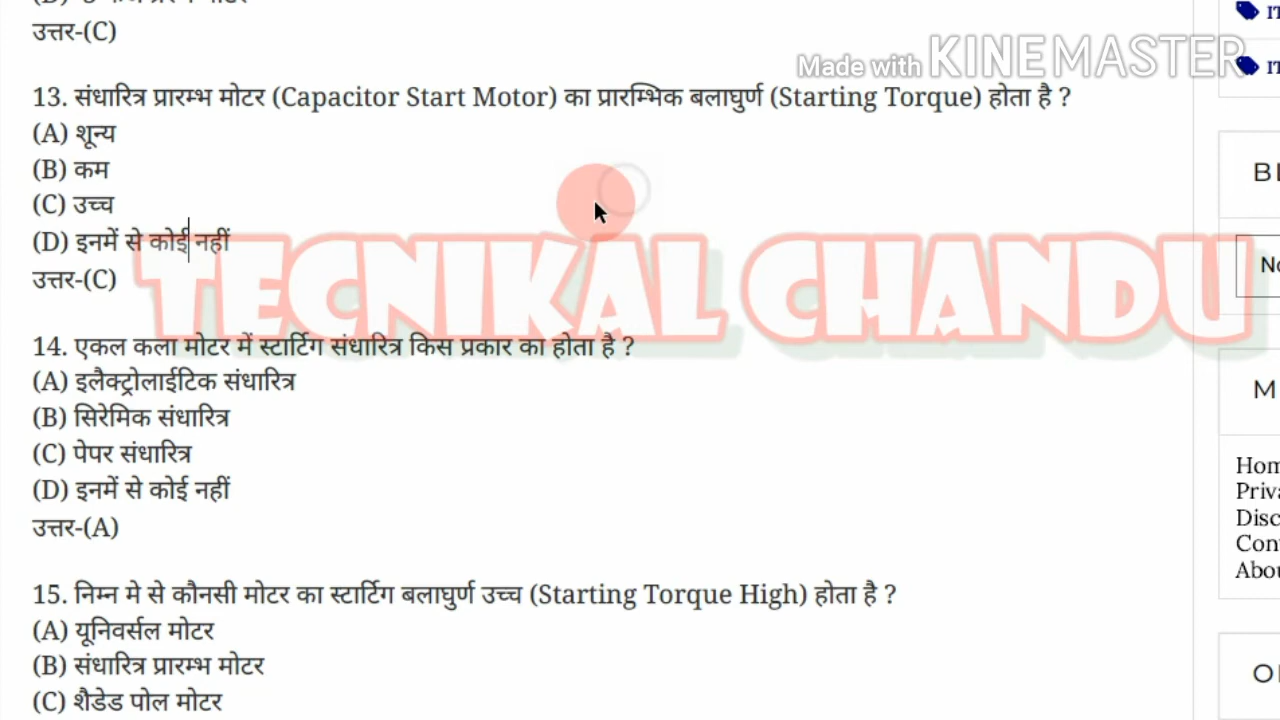 उत्तर-(C)
Made with KINEMASTER
13. संधारित्र प्रारम्भ मोटर (Capacitor Start Motor) का प्रारम्भिक बलाघुर्ण (Starting Torque) होता है ?
(A) शून्य
(B) कम
(C) उच्च
(D) इनमें से कोई नहीं
उत्तर-(C)
TECNIKAL CHANDU
14. एकल कला मोटर में स्टार्टिग संधारित्र किस प्रकार का होता है ?
(A) इलैक्ट्रोलाईटिक संधारित्र
(B) सिरेमिक संधारित्र
(C) पेपर संधारित्र
(D) इनमें से कोई नहीं
उत्तर-(A)
15. निम्न मे से कौनसी मोटर का स्टार्टिग बलाघुर्ण उच्च (Starting Torque High) होता है ?
(A) यूनिवर्सल मोटर
(B) संधारित्र प्रारम्भ मोटर
(C) शैडेड पोल मोटर